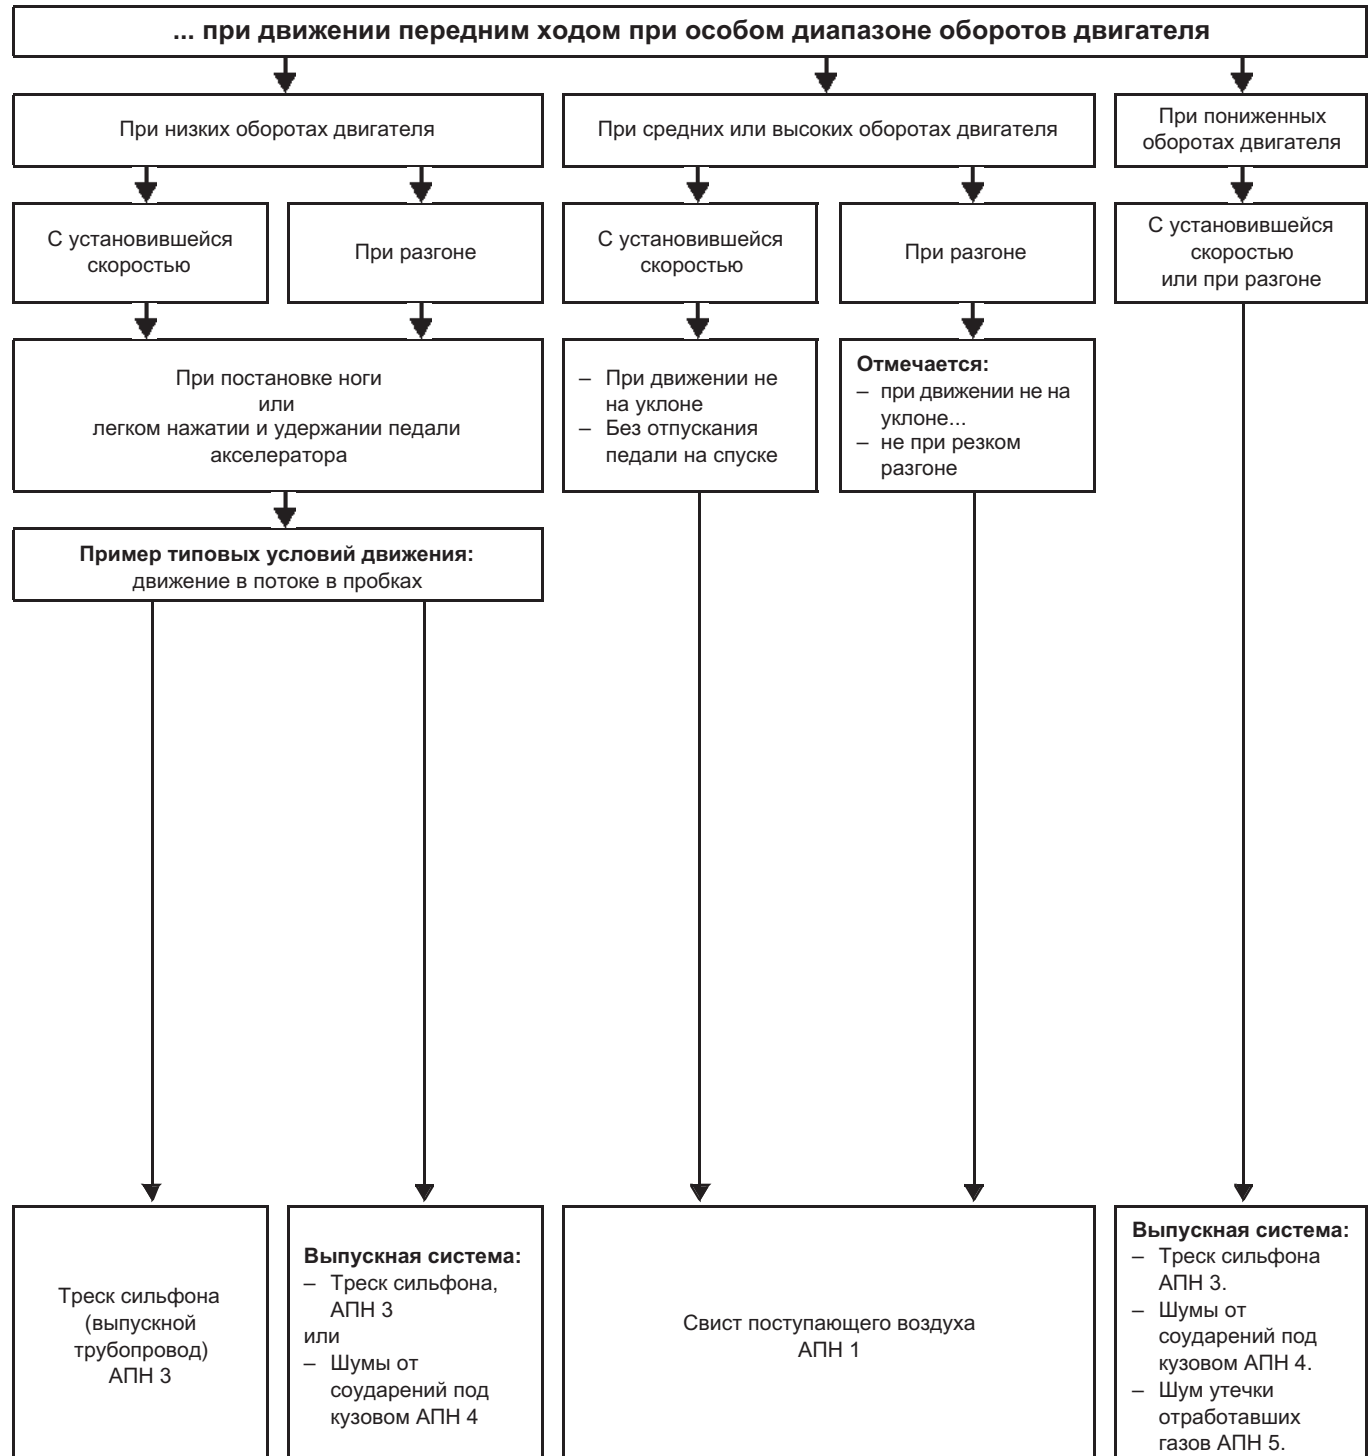 ... при движении передним ходом при особом диапазоне оборотов двигателя
При низких оборотах двигателя
При средних или высоких оборотах двигателя
При пониженных
оборотах двигателя
С установившейся
скоростью
При разгоне
С установившейся
скоростью
При разгоне
С установившейся
скоростью
или при разгоне
При постановке ноги
или
легком нажатии и удержании педали
акселератора
– При движении не
на уклоне
– Без отпускания
педали на спуске
Отмечается:
– при движении не на
уклоне...
– не при резком
разгоне
Пример типовых условий движения:
движение в потоке в пробках
Треск сильфона
(выпускной
трубопровод)
АПН 3
Выпускная система:
– Треск сильфона,
АПН 3
или
– Шумы от
соударений под
кузовом АПН 4
Свист поступающего воздуха
АПН 1
Выпускная система:
– Треск сильфона
АПН 3.
– Шумы от
соударений под
кузовом АПН 4.
– Шум утечки
отработавших
газов АПН 5.